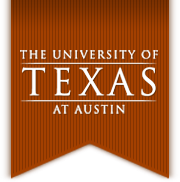 THE UNIVERSITY OF
TEXAS
AT AUSTIN